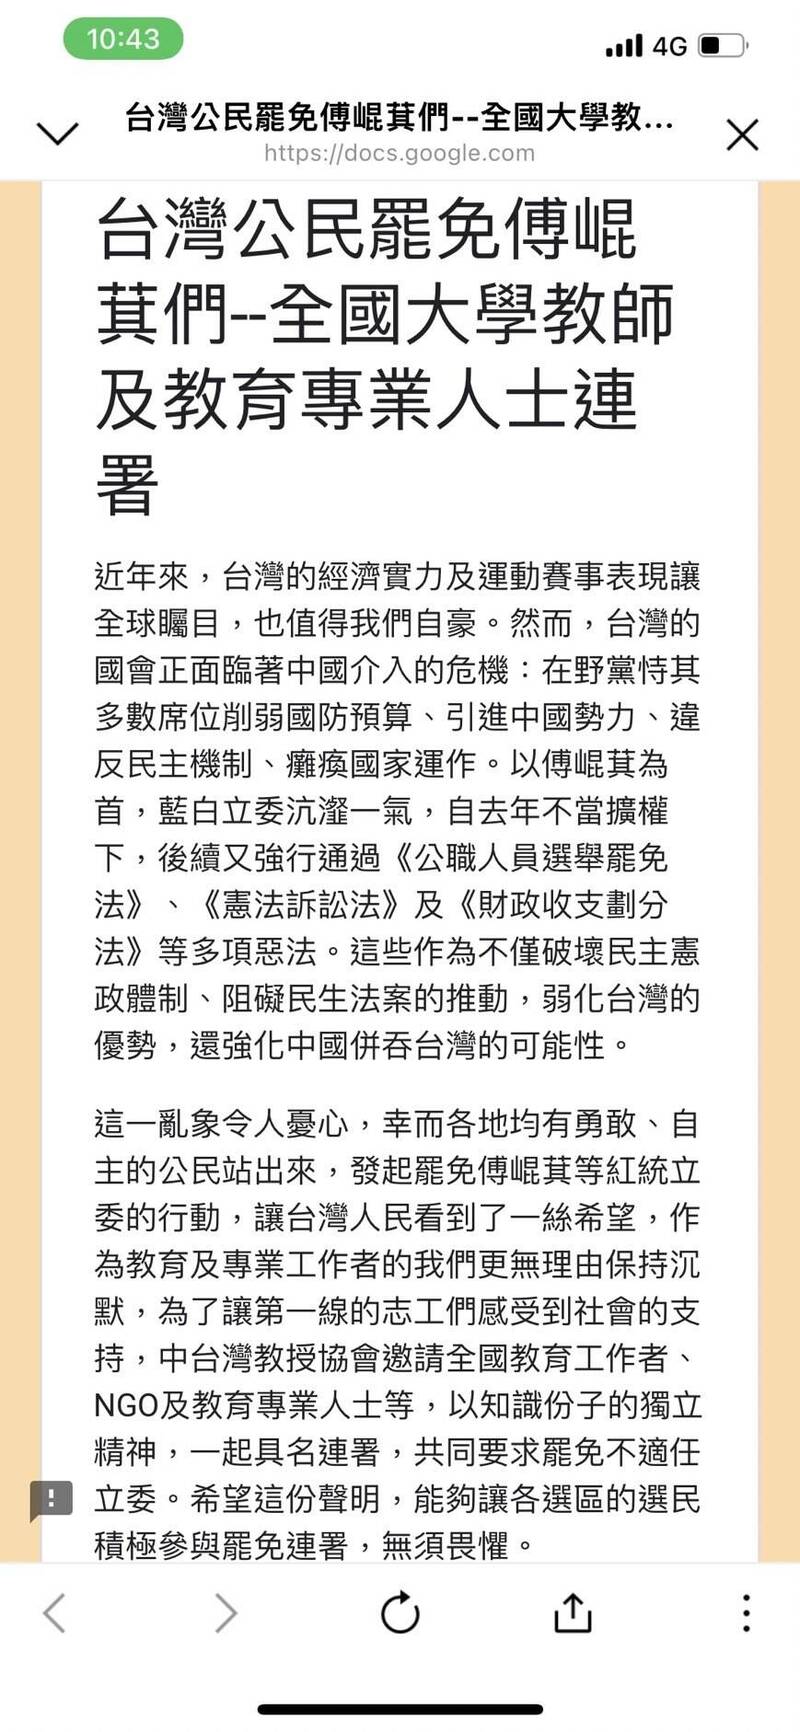 10:43
4G
台灣公民罷免傅崐萁們--全國大學教...
https://docs.google.com
台灣公民罷免傅崐
萁們--全國大學教師
及教育專業人士連
署
近年來，台灣的經濟實力及運動賽事表現讓
全球矚目，也值得我們自豪。然而，台灣的
國會正面臨著中國介入的危機：在野黨恃其
多數席位削弱國防預算、引進中國勢力、違
反民主機制、癱瘓國家運作。以傅崐萁為
首，藍白立委沆瀣一氣，自去年不當擴權
下，後續又強行通過《公職人員選舉罷免
法》、《憲法訴訟法》及《財政收支劃分
法》等多項惡法。這些作為不僅破壞民主憲
政體制、阻礙民生法案的推動，弱化台灣的
優勢，還強化中國併吞台灣的可能性。
這一亂象令人憂心，幸而各地均有勇敢、自
主的公民站出來，發起罷免傅崐萁等紅統立
委的行動，讓台灣人民看到了一絲希望，作
為教育及專業工作者的我們更無理由保持沉
默，為了讓第一線的志工們感受到社會的支
持，中台灣教授協會邀請全國教育工作者、
NGO及教育專業人士等，以知識份子的獨立
精神，一起具名連署，共同要求罷免不適任
立委。希望這份聲明，能夠讓各選區的選民
積極參與罷免連署，無須畏懼。